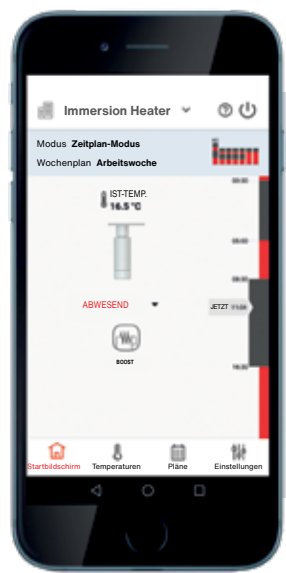 Immersion Heater
Modus Zeitplan-Modus
Wochenplan Arbeitswoche
IST-TEMP.
16.5 °C
ABWESEND
JETZT
BOOST
Startbildschirm Temperaturen Pläne Einstellungen